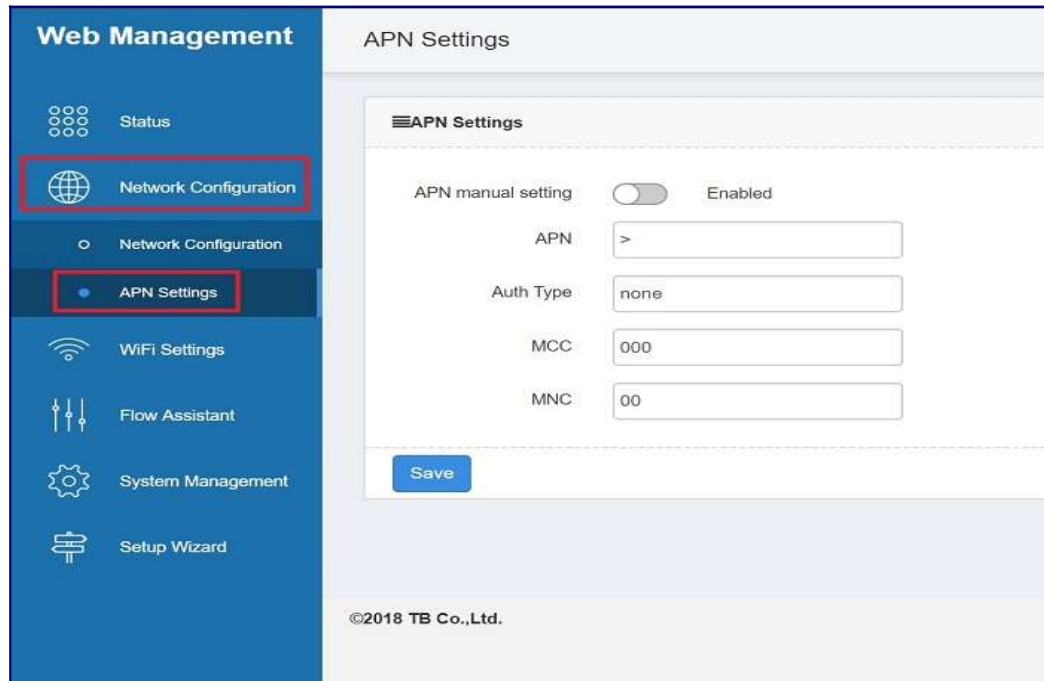 Web Management
APN Settings
Status
Network Configuration
Network Configuration
APN Settings
WiFi Settings
Flow Assistant
System Management
Setup Wizard
APN Settings
APN manual setting Enabled
APN >
Auth Type none
MCC 000
MNC 00
Save
©2018 TB Co.,Ltd.